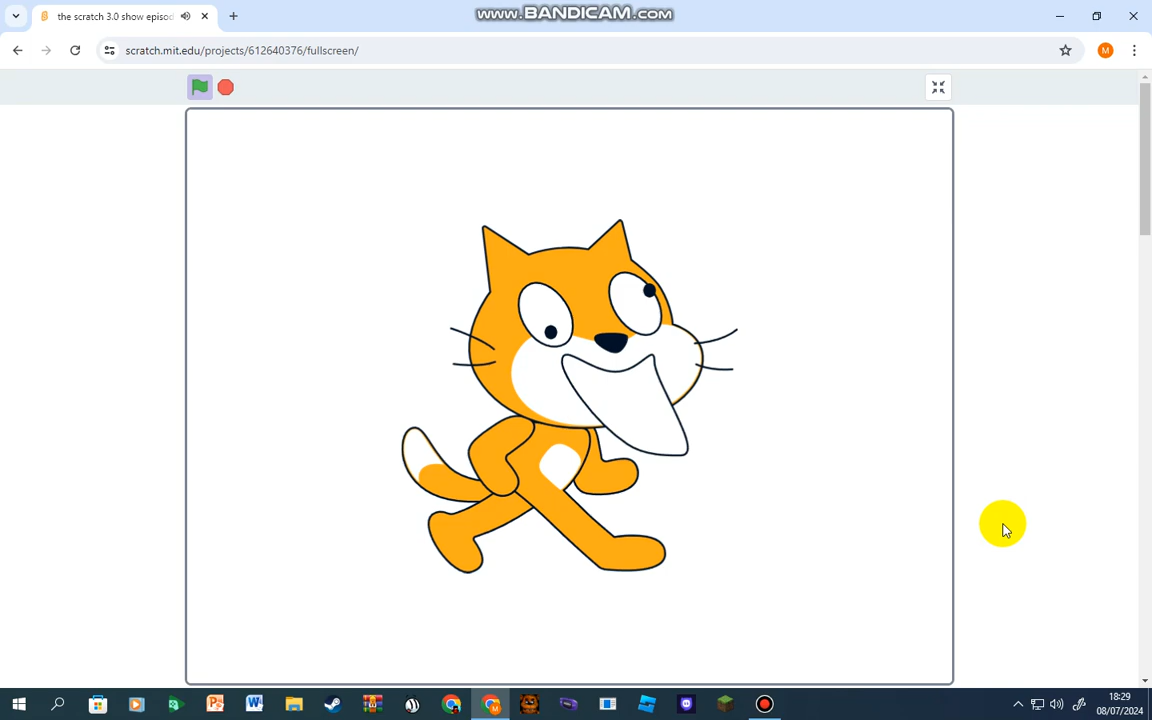 www.BANDICAM.com
the scratch 3.0 show episod
scratch.mit.edu/projects/612640376/fullscreen/
M
18:29
08/07/2024